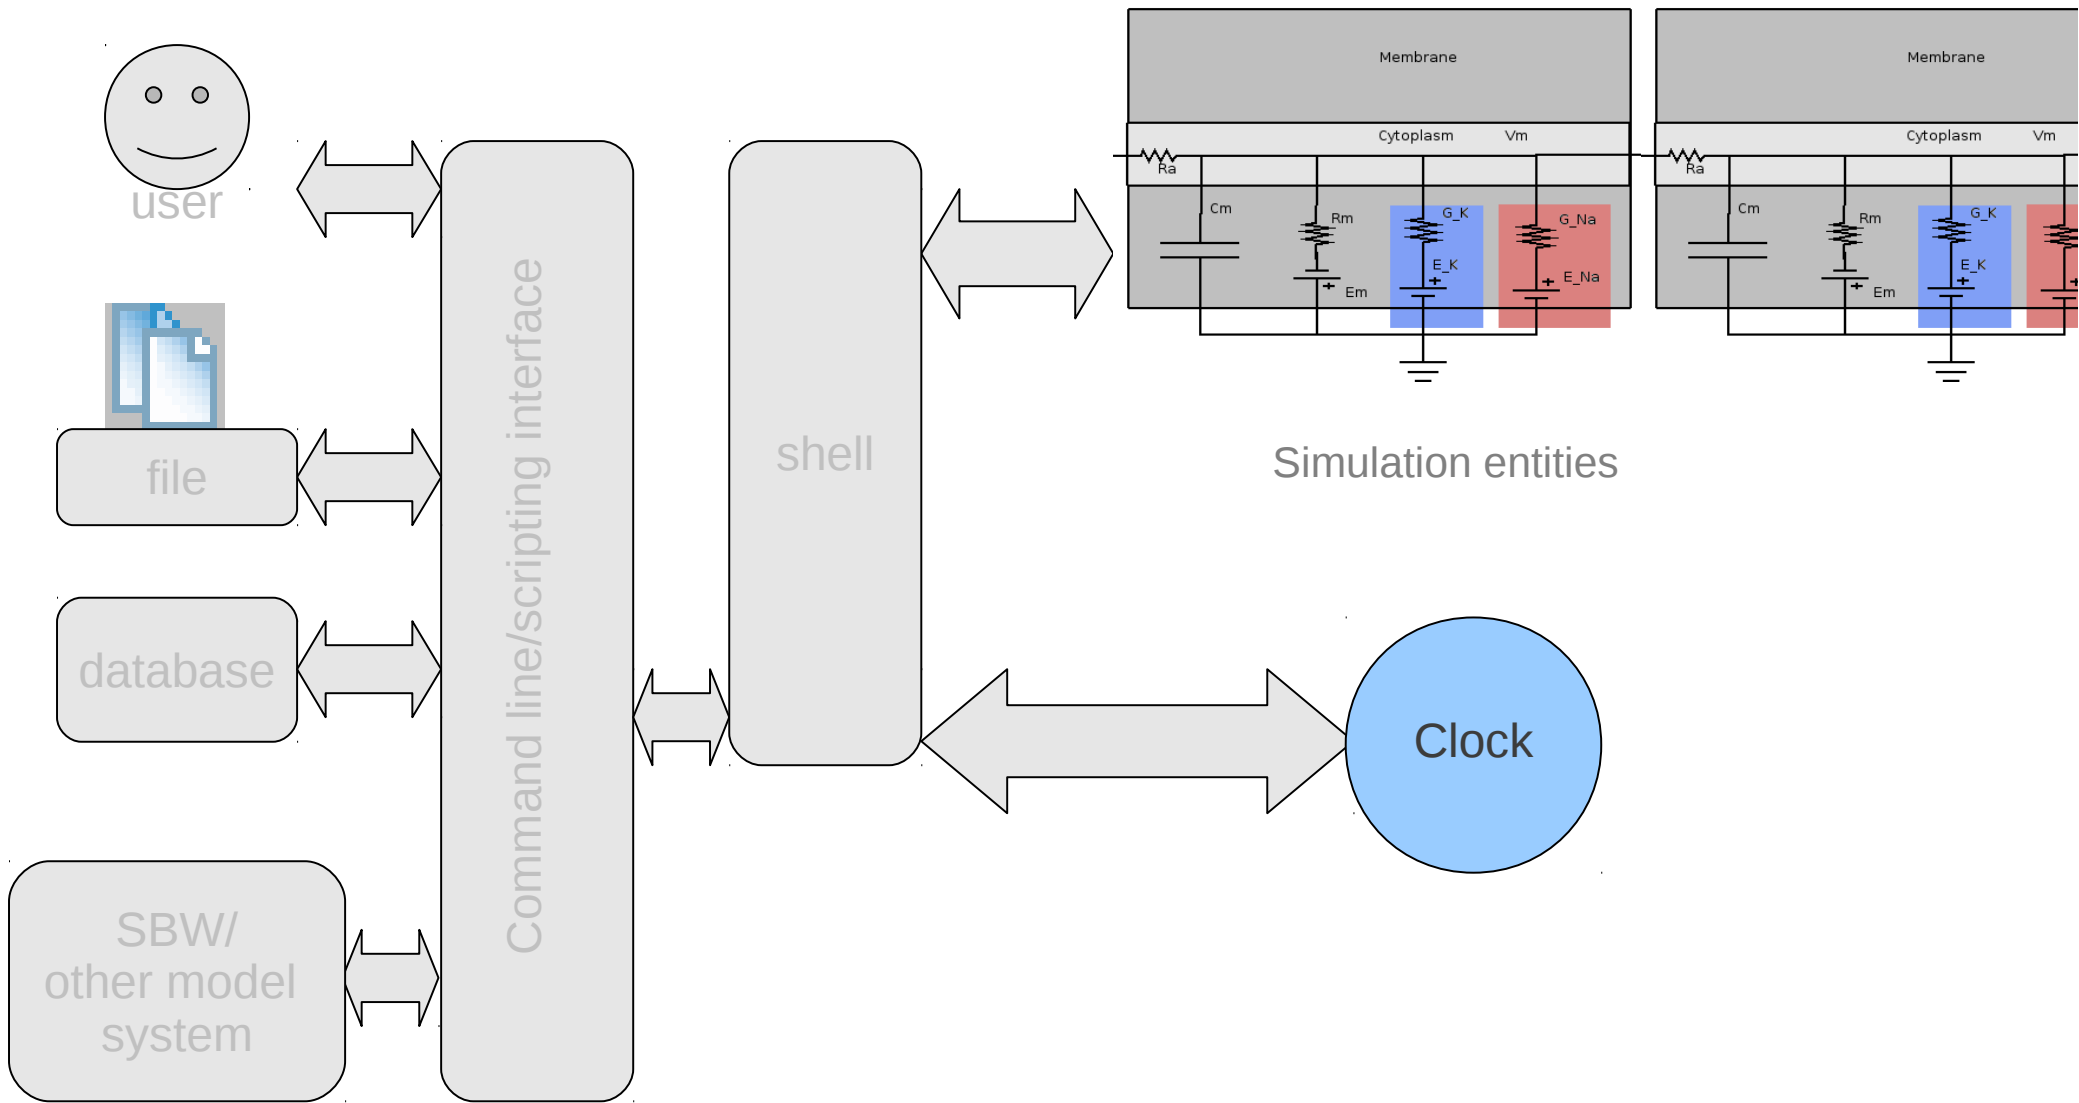 user
file
database
SBW/
other model
system
Command line/scripting interface
shell
Membrane
Cytoplasm Vm
Ra
Cm
Rm
Em
G_K
E_K
G_Na
E_Na
Membrane
Cytoplasm Vm
Ra
Cm
Rm
Em
G_K
E_K
Simulation entities
Clock